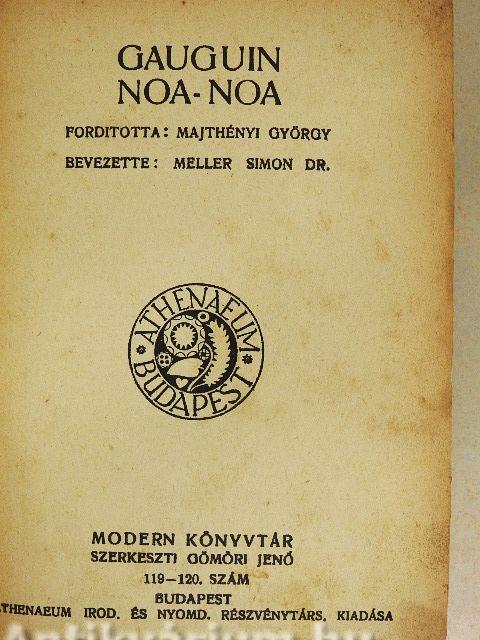 GAUGUIN
NOA-NOA
FORDITOTTA: MAJTHÉNYI GYÖRGY
BEVEZETTE: MELLER SIMON DR.
ATHENAEUM
BUDAPEST
MODERN KÖNYVTÁR
SZERKESZTI GÖMÖRI JENŐ
119—120. SZÁM
BUDAPEST
ATHENAEUM IROD. ÉS NYOMD. RÉSZVÉNYTÁRS. KIADÁSA